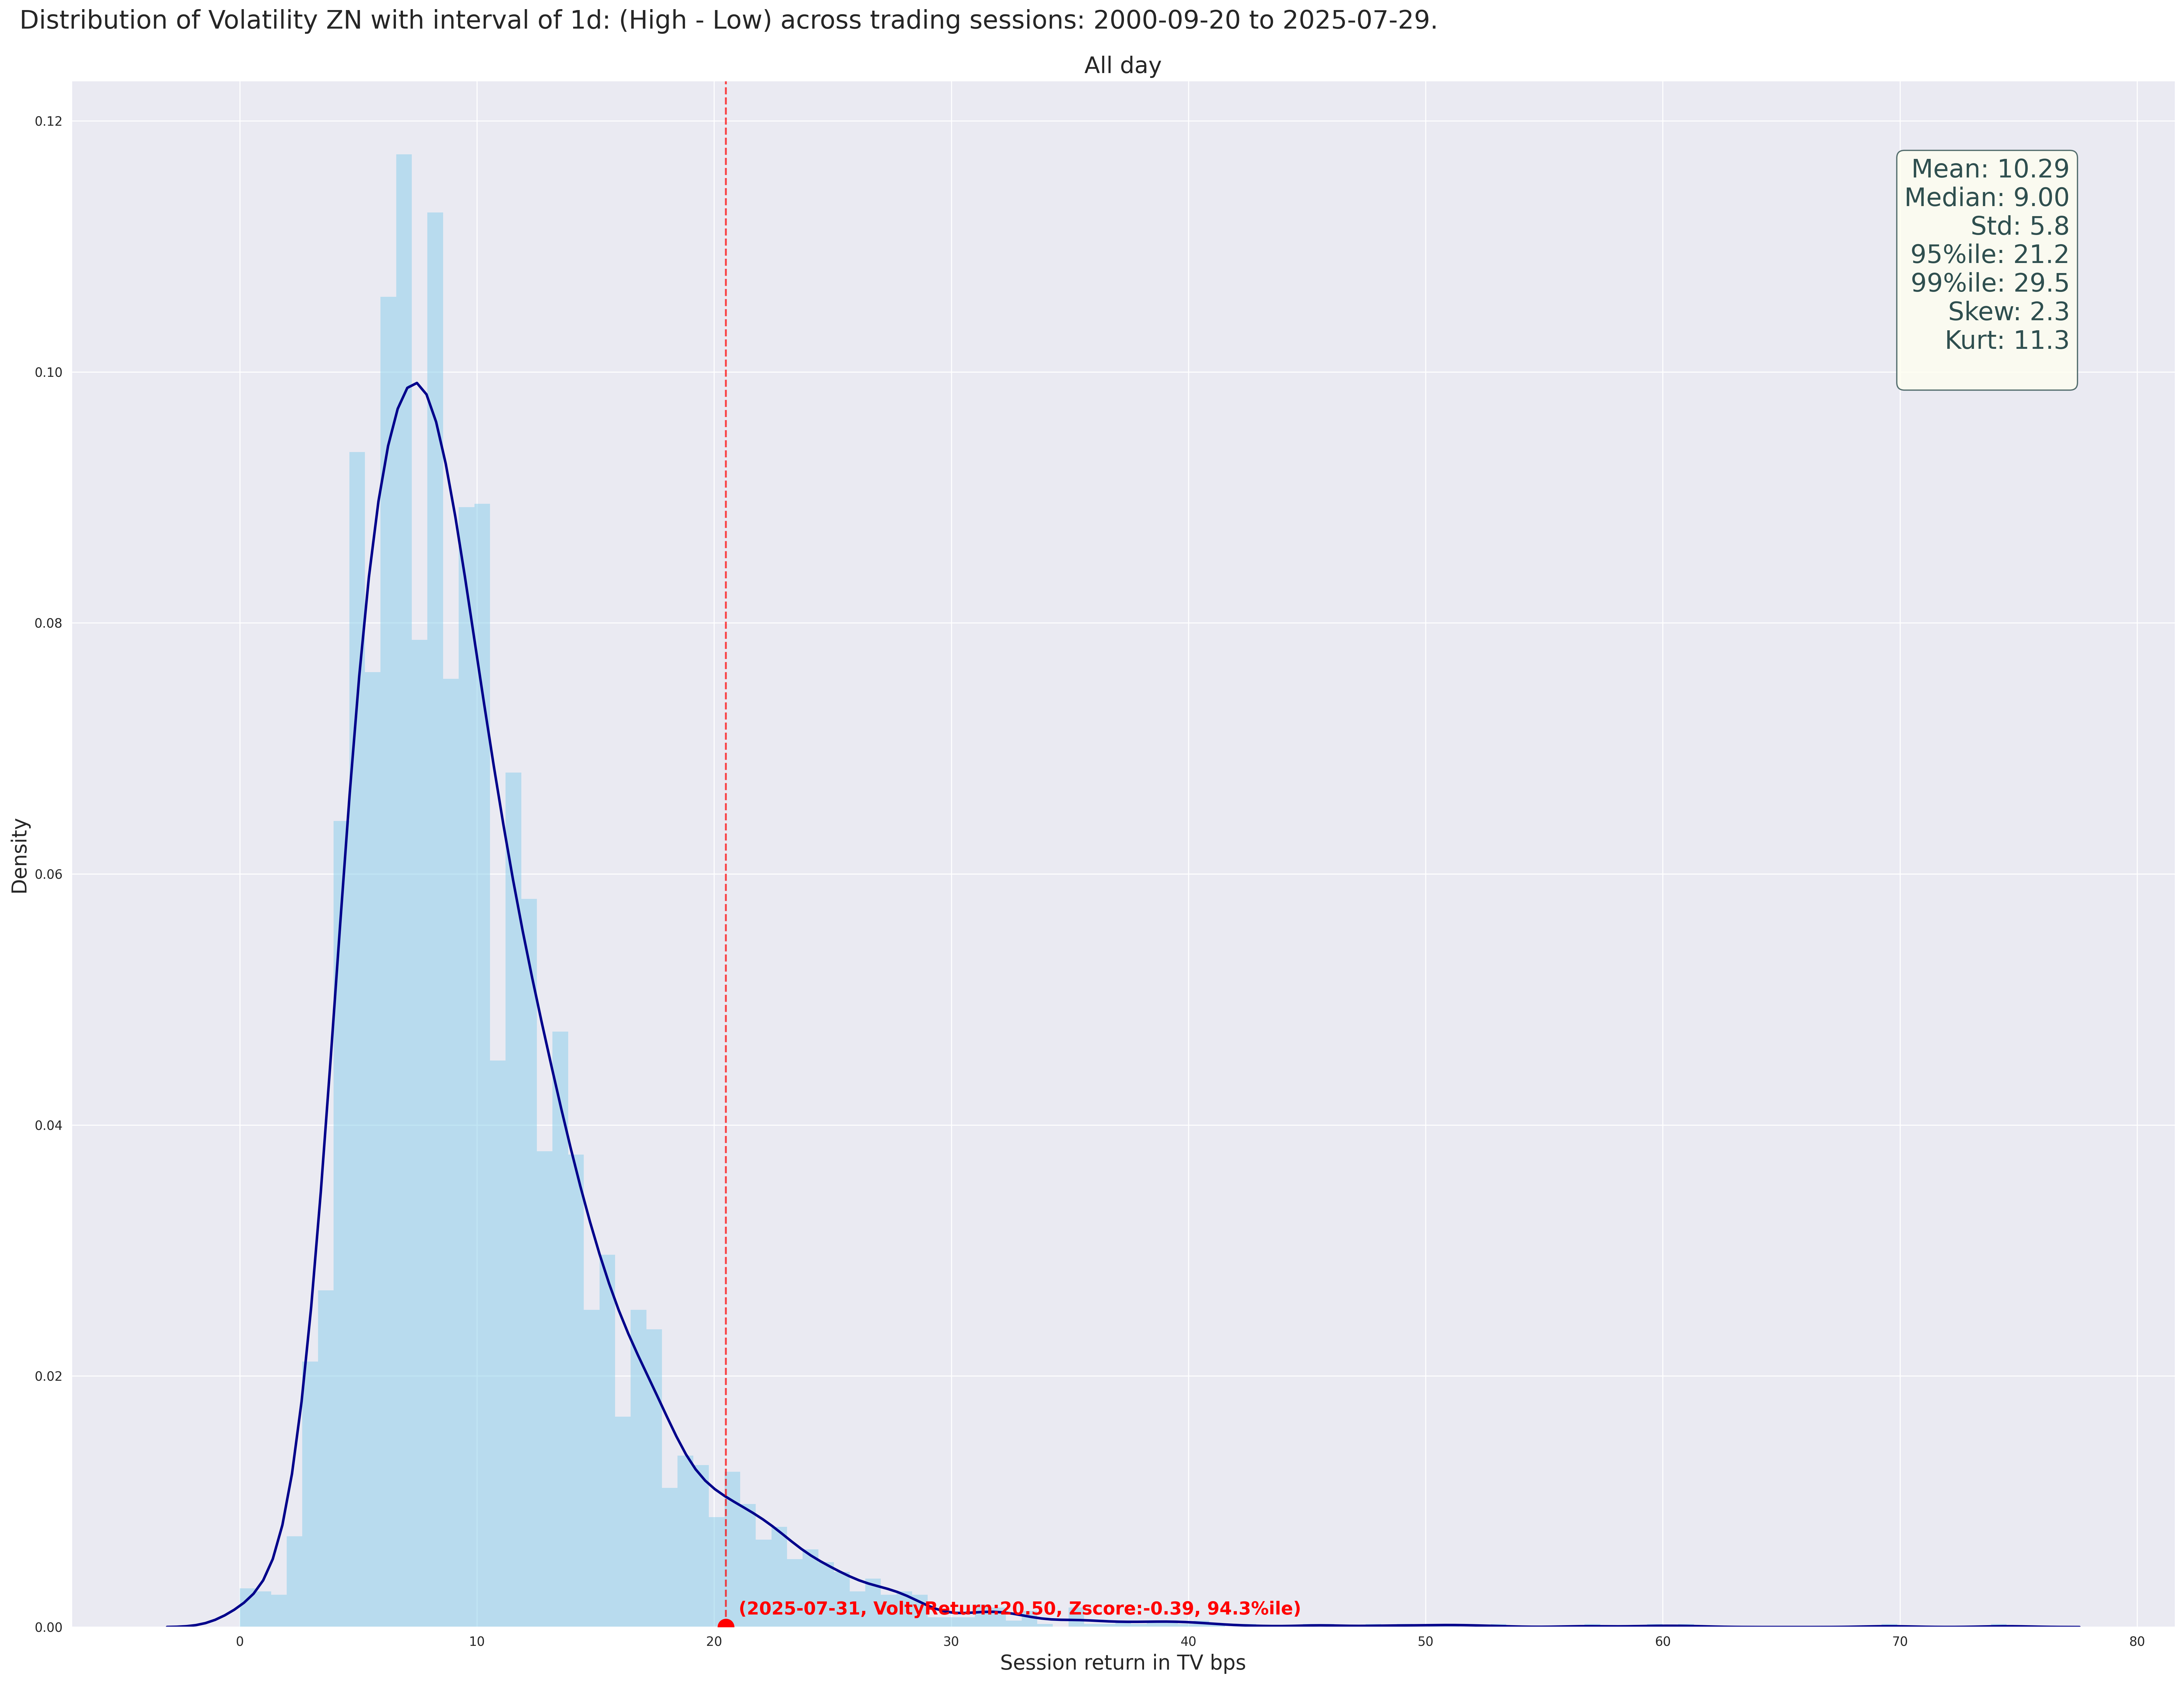 Distribution of Volatility ZN with interval of 1d: (High - Low) across trading sessions: 2000-09-20 to 2025-07-29.
All day
0.12
0.10
0.08
0.06
0.04
0.02
0.00
Density
Mean: 10.29
Median: 9.00
Std: 5.8
95%ile: 21.2
99%ile: 29.5
Skew: 2.3
Kurt: 11.3
(2025-07-31, VoltyReturn:20.50, Zscore:-0.39, 94.3%ile)
0 10 20 30 40 50 60 70 80
Session return in TV bps